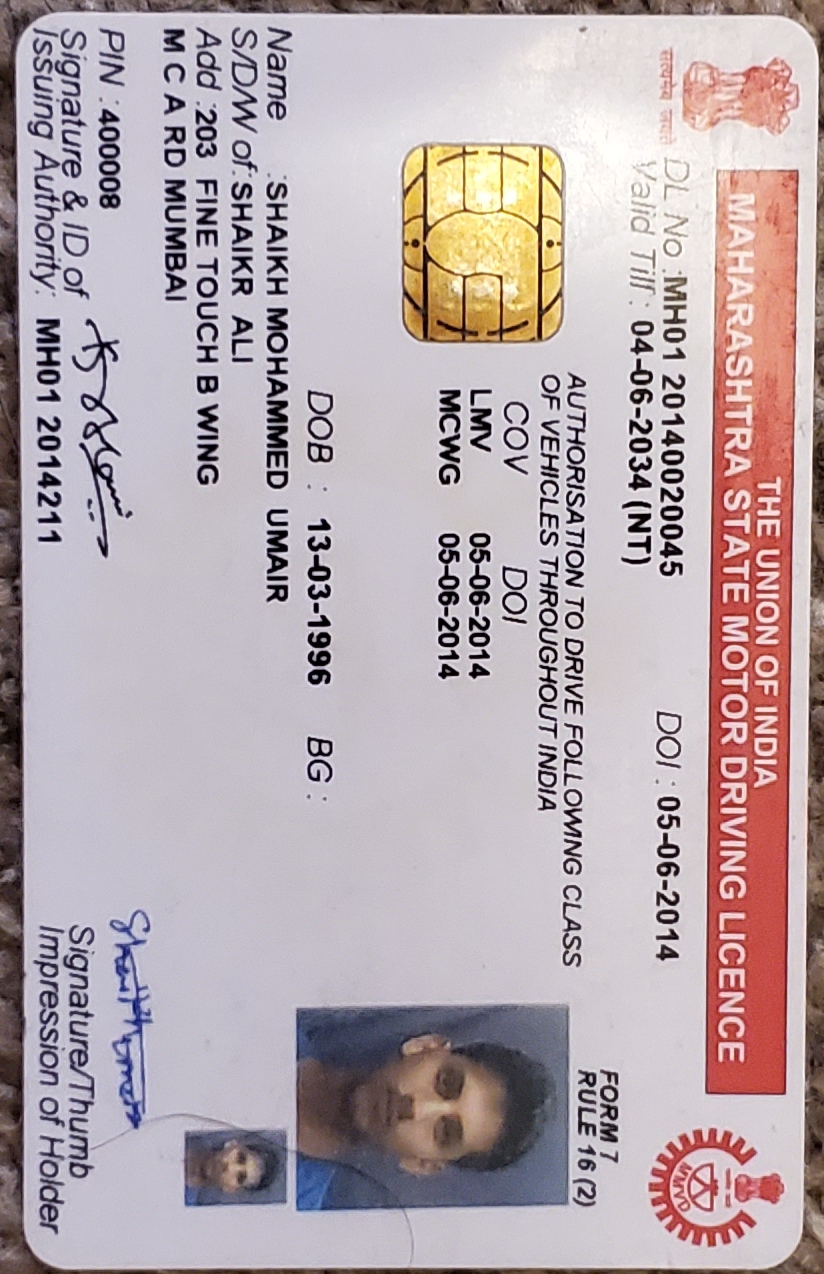 THE UNION OF INDIA
MAHARASHTRA STATE MOTOR DRIVING LICENCE
सत्यमेव जयते
DL No :MH01 20140020045 DOI : 05-06-2014
Valid Till : 04-06-2034 (NT)
FORM 7
RULE 16 (2)
AUTHORISATION TO DRIVE FOLLOWING CLASS
OF VEHICLES THROUGHOUT INDIA
COV DOI
LMV 05-06-2014
MCWG 05-06-2014
DOB : 13-03-1996 BG :
Name :SHAIKH MOHAMMED UMAIR
S/D/W of:SHAIKR ALI
Add :203 FINE TOUCH B WING
M C A RD MUMBAI
PIN :400008
Signature & ID of
Issuing Authority: MH01 2014211
Signature/Thumb
Impression of Holder
MMVD